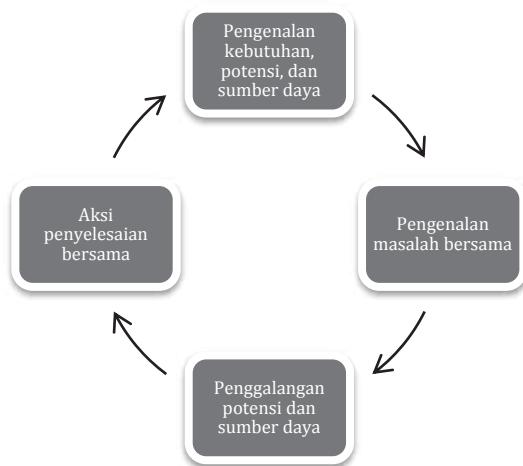 Pengenalan
kebutuhan,
potensi, dan
sumber daya
Pengenalan
masalah bersama
Penggalangan
potensi dan
sumber daya
Aksi
penyelesaian
bersama